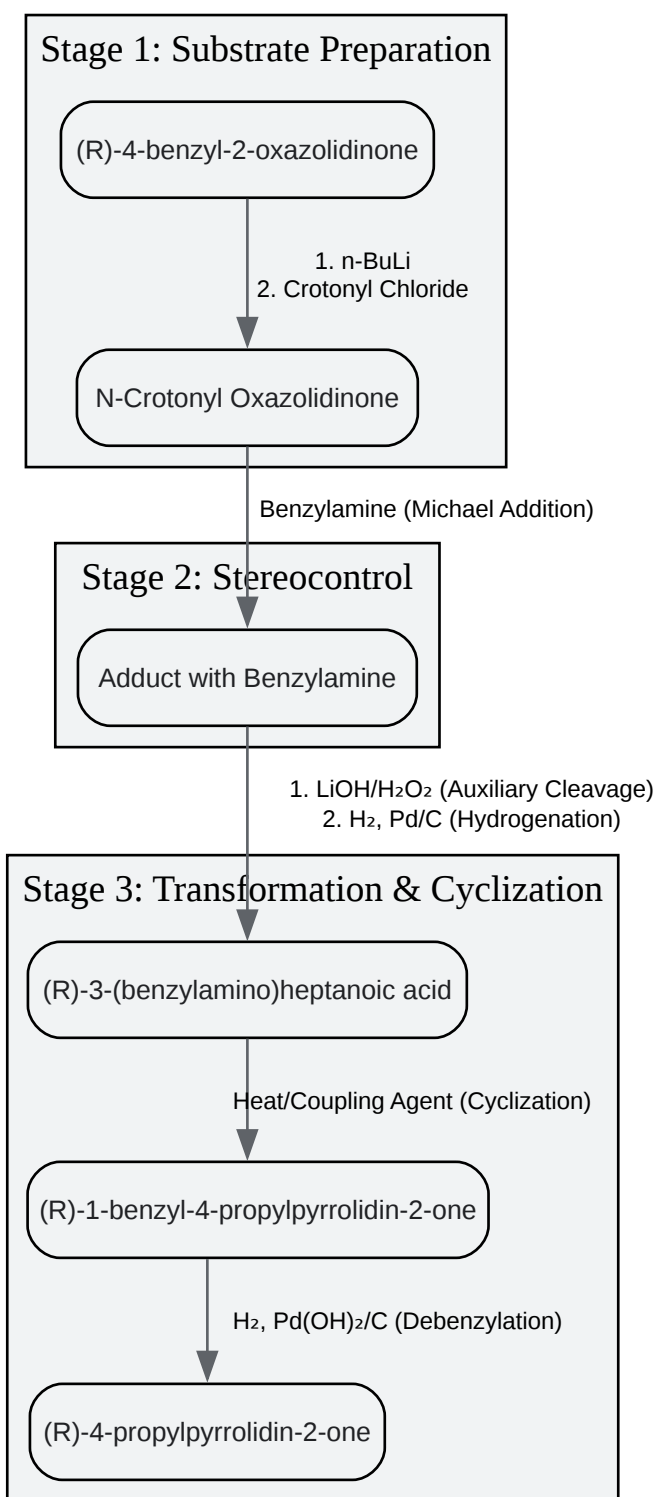 Stage 1: Substrate Preparation
(R)-4-benzyl-2-oxazolidinone
1. n-BuLi
2. Crotonyl Chloride
N-Crotonyl Oxazolidinone
Benzylamine (Michael Addition)
Stage 2: Stereocontrol
Adduct with Benzylamine
1. LiOH/H₂O₂ (Auxiliary Cleavage)
2. H₂, Pd/C (Hydrogenation)
Stage 3: Transformation & Cyclization
(R)-3-(benzylamino)heptanoic acid
Heat/Coupling Agent (Cyclization)
(R)-1-benzyl-4-propylpyrrolidin-2-one
H₂, Pd(OH)₂/C (Debenzylation)
(R)-4-propylpyrrolidin-2-one